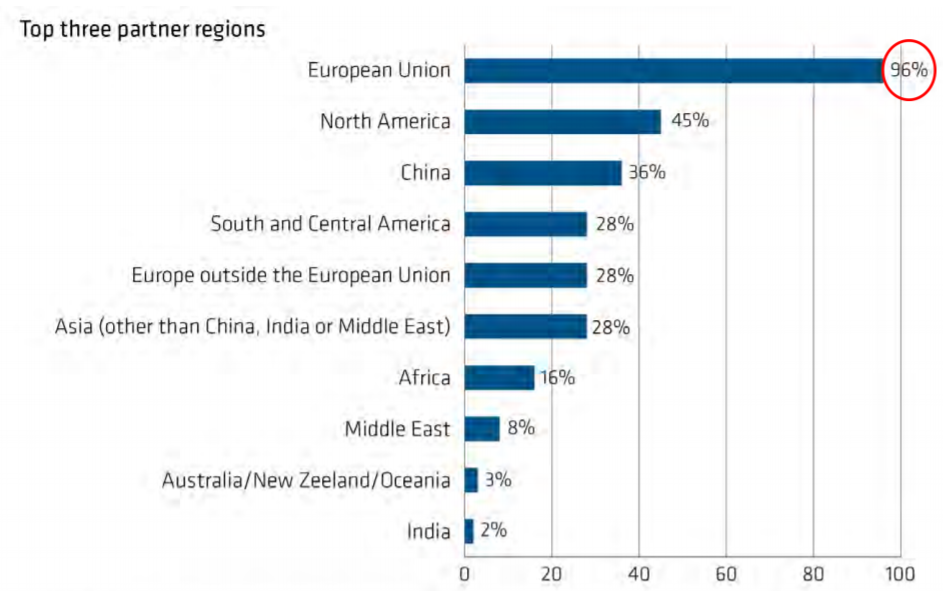 Top three partner regions
European Union 96%
North America 45%
China 36%
South and Central America 28%
Europe outside the European Union 28%
Asia (other than China, India or Middle East) 28%
Africa 16%
Middle East 8%
Australia/New Zeeland/Oceania 3%
India 2%
0 20 40 60 80 100